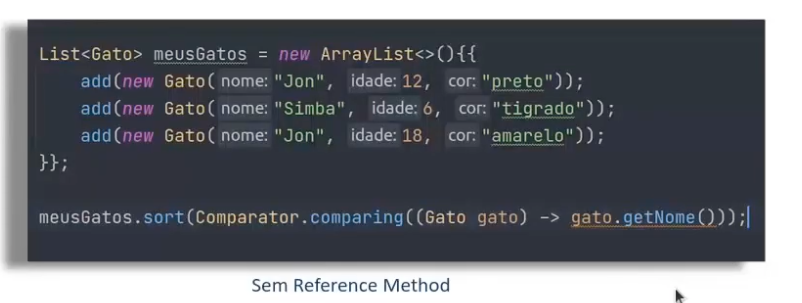 List<Gato> meusGatos = new ArrayList<>(){{
add(new Gato( nome: "Jon", idade: 12, cor: "preto"));
add(new Gato( nome: "Simba", idade: 6, cor: "tigrado"));
add(new Gato( nome: "Jon", idade: 18, cor: "amarelo"));
}};
meusGatos.sort(Comparator.comparing((Gato gato) -> gato.getNome()));
Sem Reference Method